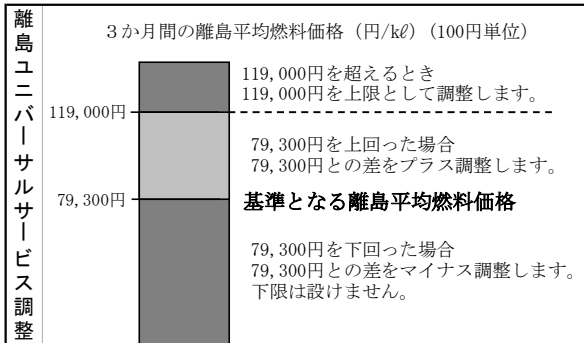 離島ユニバーサルサービス調整
3か月間の離島平均燃料価格（円/kℓ）(100円単位)
119,000円を超えるとき
119,000円を上限として調整します。
119,000円
79,300円を上回った場合
79,300円との差をプラス調整します。
79,300円
基準となる離島平均燃料価格
79,300円を下回った場合
79,300円との差をマイナス調整します。
下限は設けません。